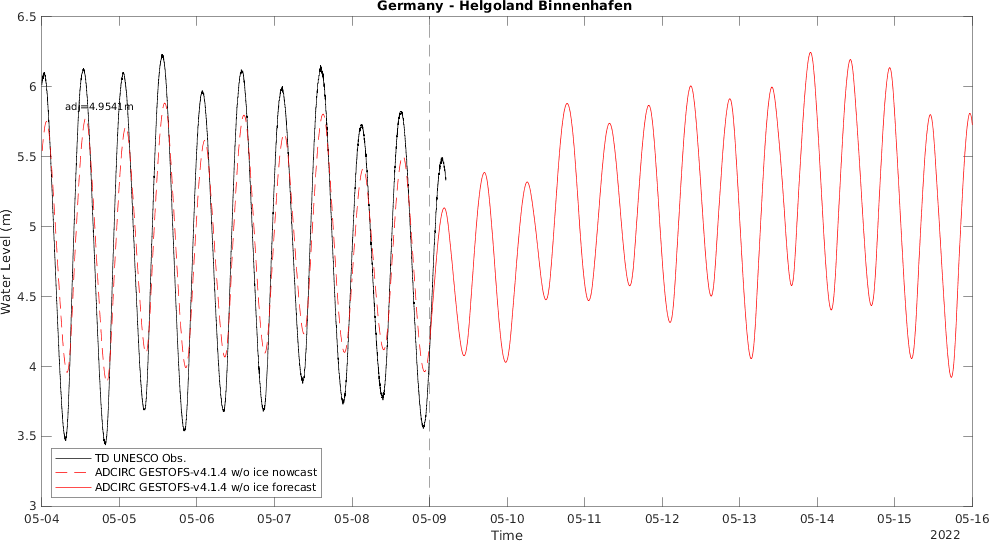 Germany - Helgoland Binnenhafen
6.5
6
5.5
5
4.5
4
3.5
3
Water Level (m)
adj=4.9541m
TD UNESCO Obs.
ADCIRC GESTOFS-v4.1.4 w/o ice nowcast
ADCIRC GESTOFS-v4.1.4 w/o ice forecast
05-04 05-05 05-06 05-07 05-08 05-09 05-10 05-11 05-12 05-13 05-14 05-15 05-16
Time
2022